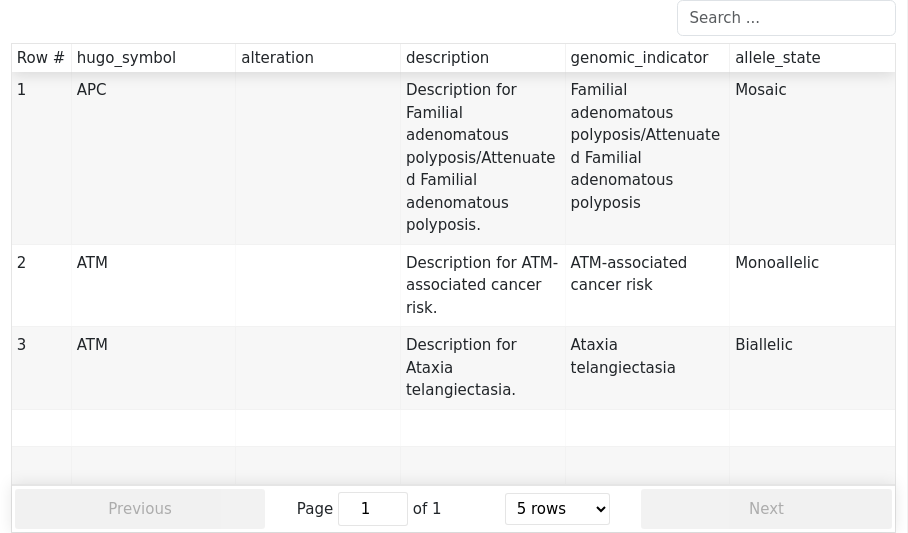 Search ...
Row # hugo_symbol alteration description genomic_indicator allele_state
1 APC Description for Familial Mosaic
Familial adenomatous
adenomatous polyposis/Attenuate
polyposis/Attenuate d Familial
d Familial adenomatous
adenomatous polyposis
polyposis.
2 ATM Description for ATM- ATM-associated Monoallelic
associated cancer cancer risk
risk.
3 ATM Description for Ataxia Biallelic
Ataxia telangiectasia
telangiectasia.
Previous Page 1 of 1 5 rows Next